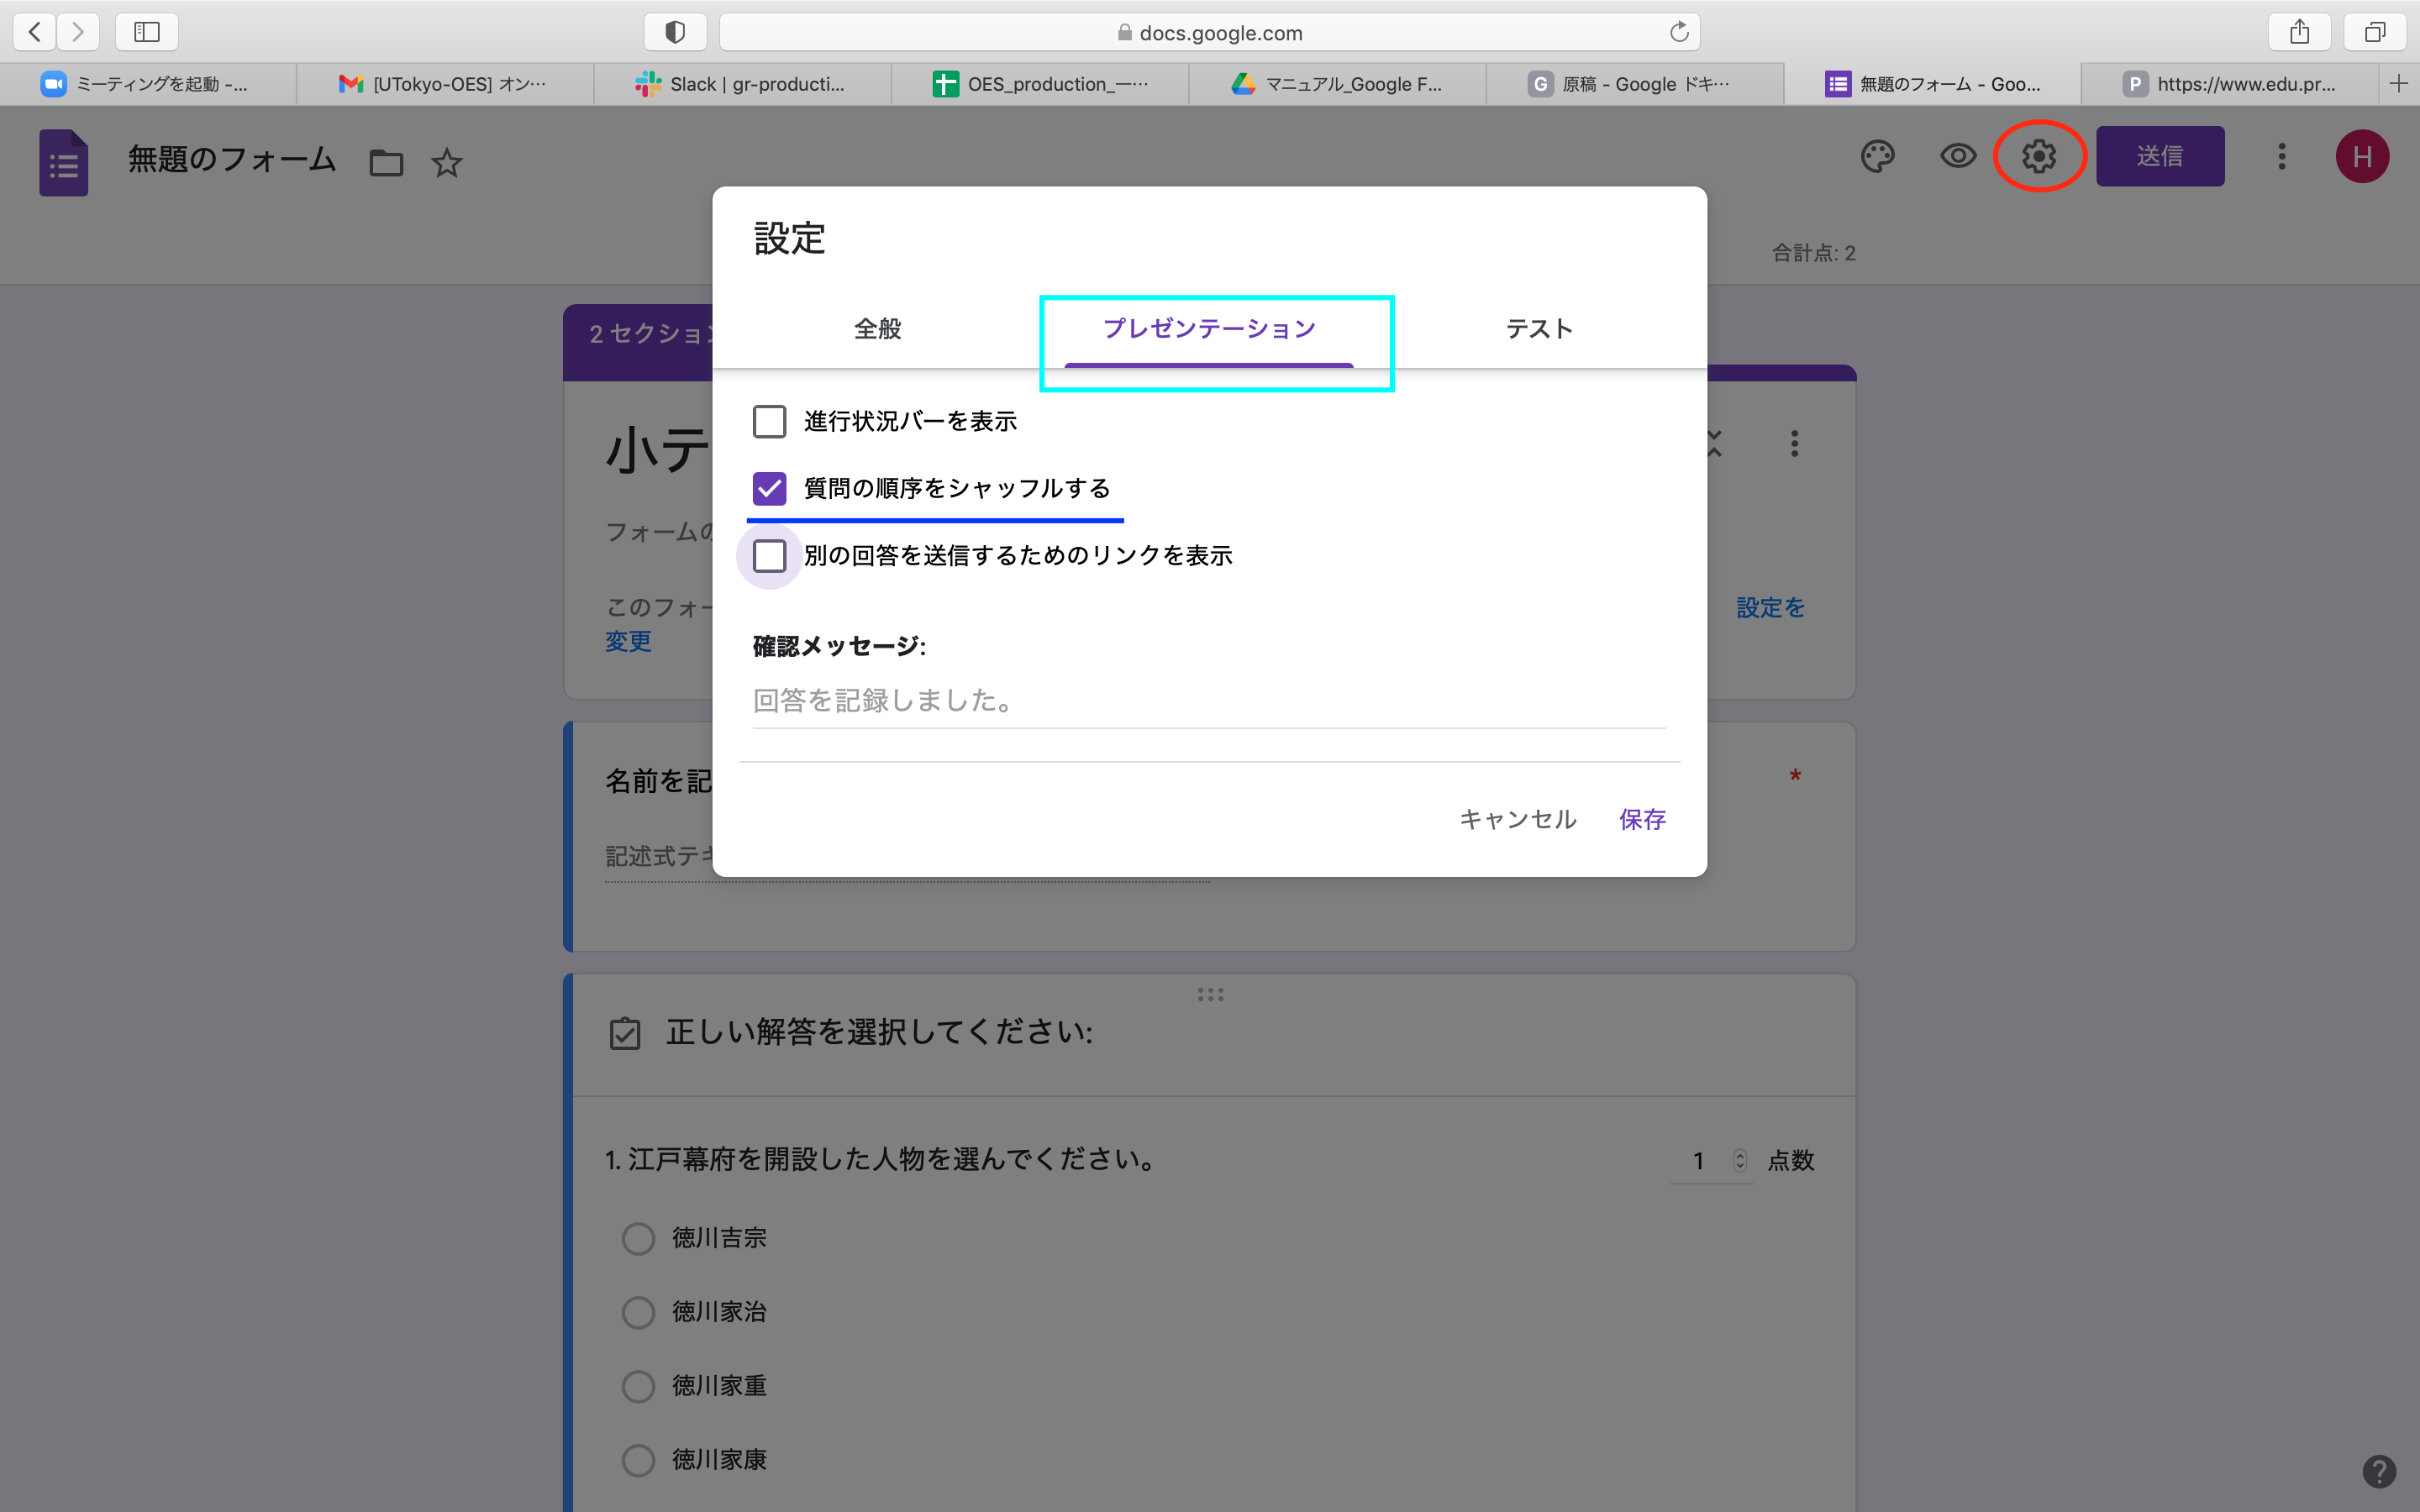 docs.google.com
ミーティングを起動 -...
[UTokyo-OES] オン…
Slack | gr-producti...
OES_production_一…
マニュアル_Google F...
G
原稿 - Google ドキ…
無題のフォーム - Goo...
P
https://www.edu.pr...
無題のフォーム
送信
H
合計点: 2
設定
全般
プレゼンテーション
テスト
2 セクション
小テ
フォームの
このフォー
設定を
変更
進行状況バーを表示
質問の順序をシャッフルする
別の回答を送信するためのリンクを表示
確認メッセージ:
回答を記録しました。
キャンセル
保存
名前を記
*
記述式テキ
正しい解答を選択してください:
1. 江戸幕府を開設した人物を選んでください。
1
点数
徳川吉宗
徳川家治
徳川家重
徳川家康
?